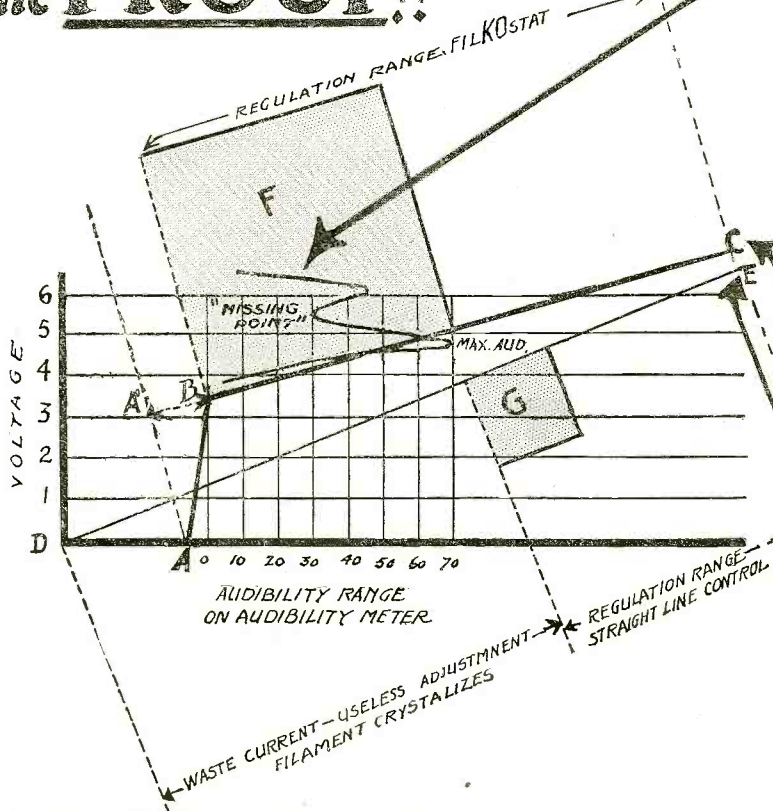 PROOF!!
REGULATION RANGE, FILKOSTAT
F
C
E
"MISSING
POINT"
MAX. AUD.
G
A'
B
VOLTAGE
6
5
4
3
2
1
D
A
0 10 20 30 40 50 60 70
AUDIBILITY RANGE
ON AUDIBILITY METER
REGULATION RANGE
STRAIGHT LINE CONTROL
WASTE CURRENT-USELESS ADJUSTMNENT
FILAMENT CRYSTALIZES